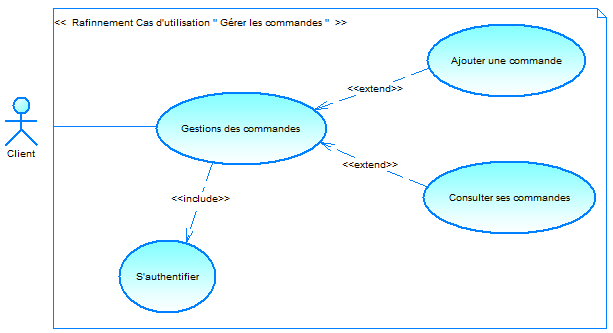 << Rafinnement Cas d'utilisation " Gérer les commandes " >>
Ajouter une commande
<<extend>>
Gestions des commandes
Client
<<extend>>
Consulter ses commandes
<<include>>
S'authentifier